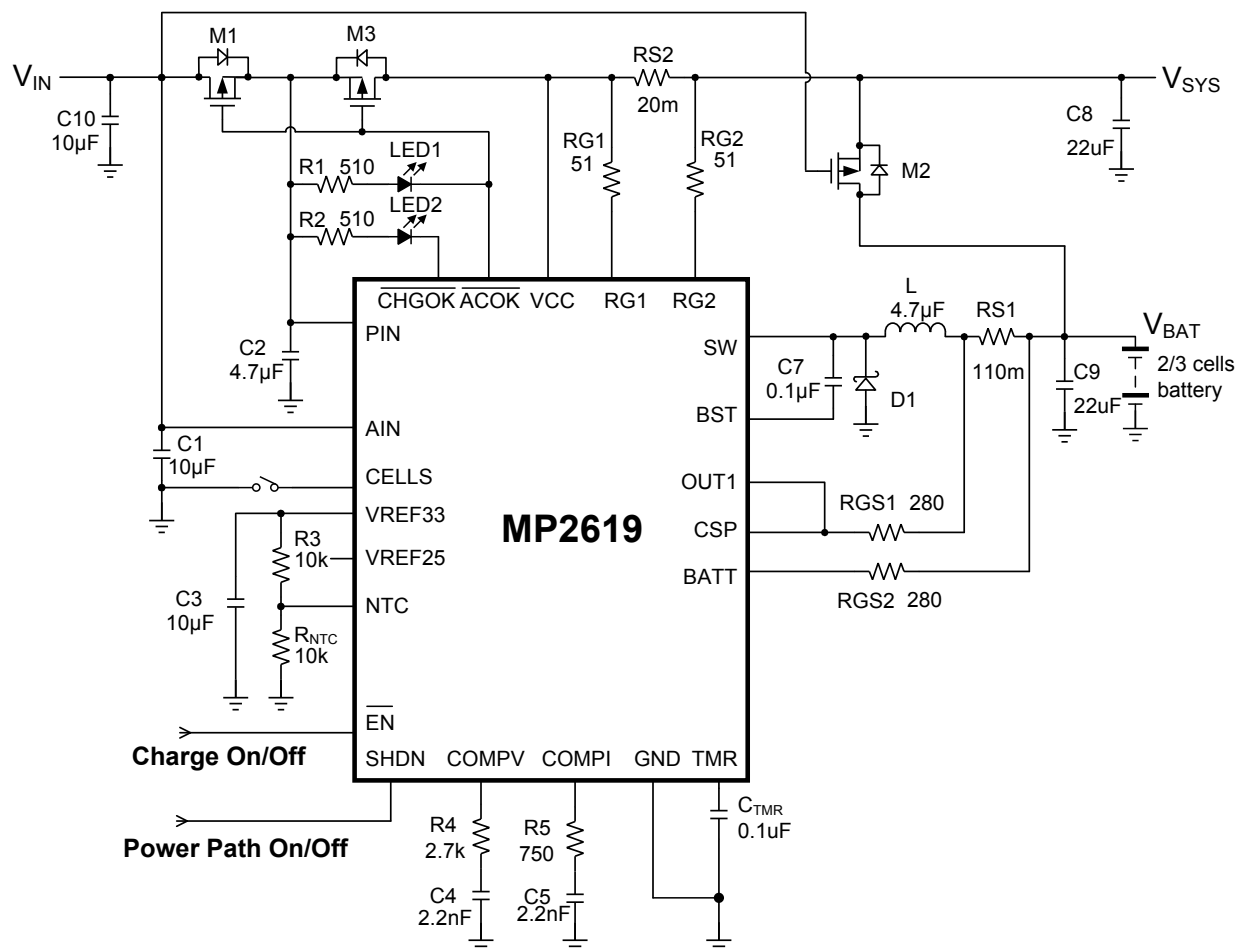 M1
M3
V_IN
RS2
20m
V_SYS
C10
10µF
C8
22uF
RG1
51
RG2
51
M2
R1 510
LED1
R2 510
LED2
CHGOK ACOK VCC RG1 RG2
L
4.7µF
RS1
110m
V_BAT
2/3 cells
battery
PIN
SW
C2
4.7µF
C7
0.1µF
D1
C9
22uF
BST
AIN
C1
10µF
CELLS
OUT1
VREF33
RGS1 280
MP2619
CSP
R3
10k
VREF25
BATT
RGS2 280
C3
10µF
NTC
R_NTC
10k
EN
Charge On/Off
SHDN COMPV COMPI GND TMR
Power Path On/Off
R4
2.7k
R5
750
C_TMR
0.1uF
C4
2.2nF
C5
2.2nF